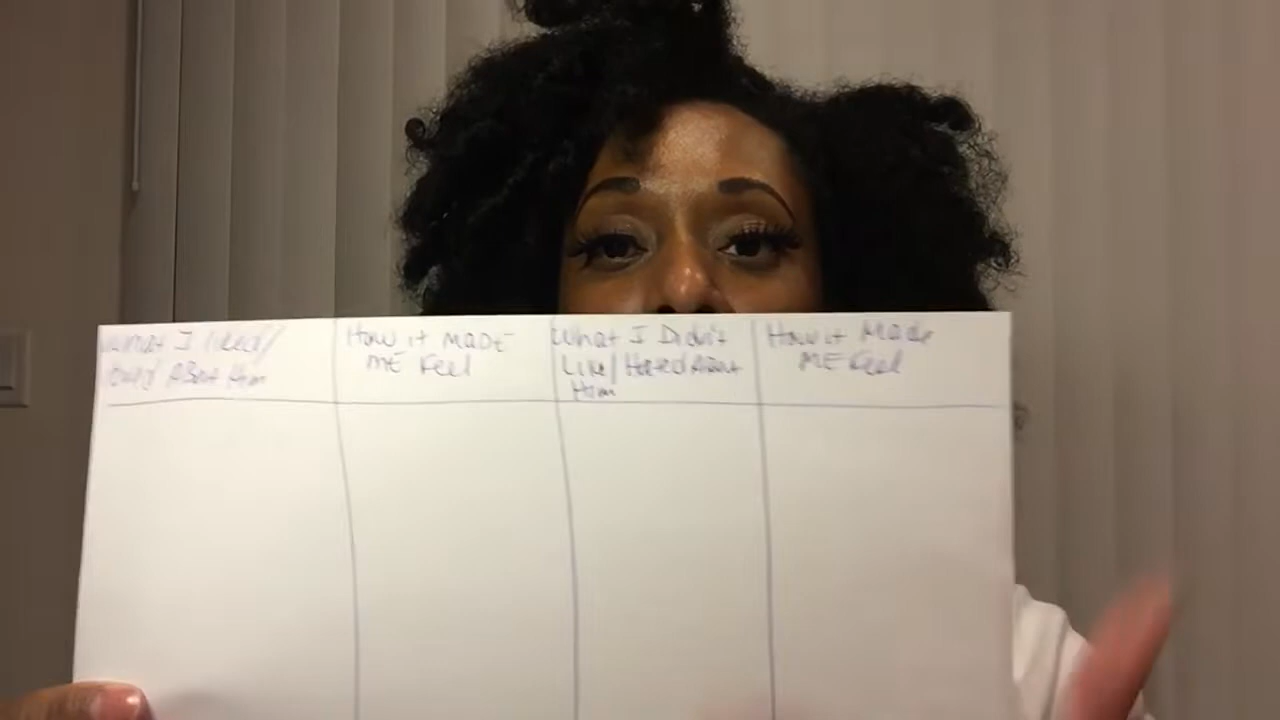 What I liked/
loved About Him
How it MADE
ME Feel
What I Didn't
Like/Hated About
Him
How it Made
ME Feel